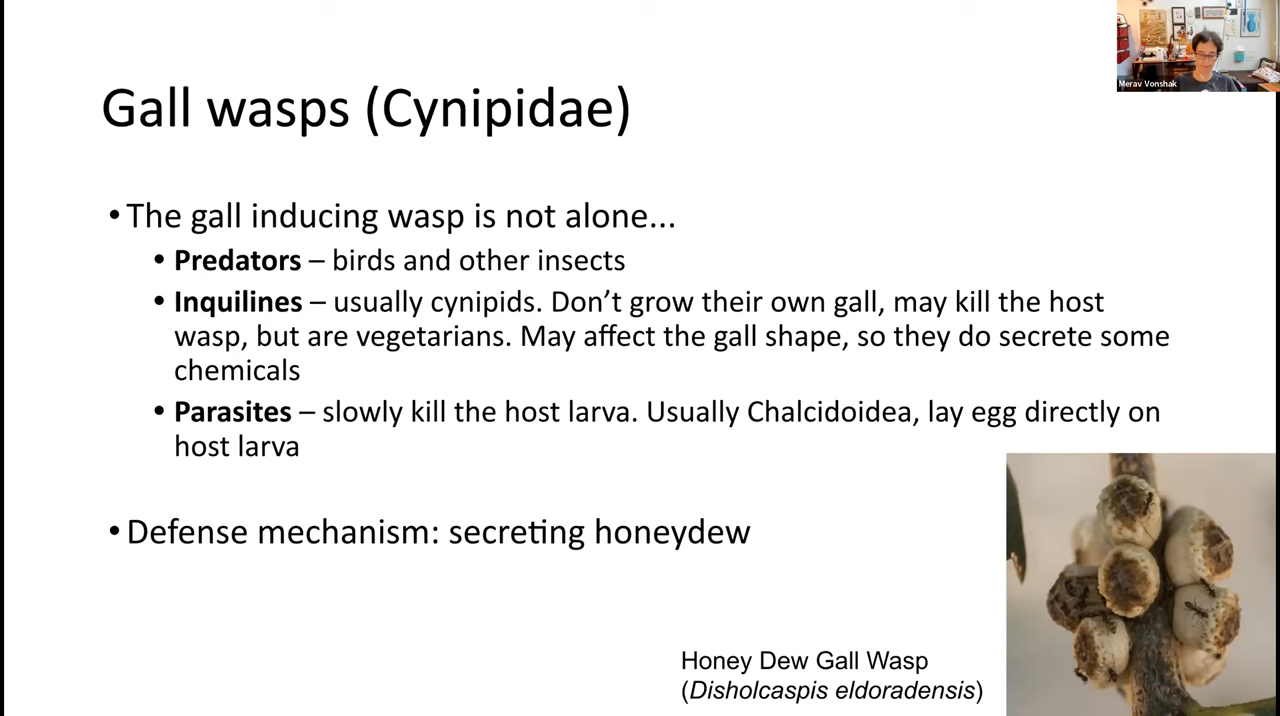 Merav Vonshak
Gall wasps (Cynipidae)
• The gall inducing wasp is not alone...
• Predators – birds and other insects
• Inquilines – usually cynipids. Don’t grow their own gall, may kill the host
wasp, but are vegetarians. May affect the gall shape, so they do secrete some
chemicals
• Parasites – slowly kill the host larva. Usually Chalcidoidea, lay egg directly on
host larva
• Defense mechanism: secreting honeydew
Honey Dew Gall Wasp
(Disholcaspis eldoradensis)